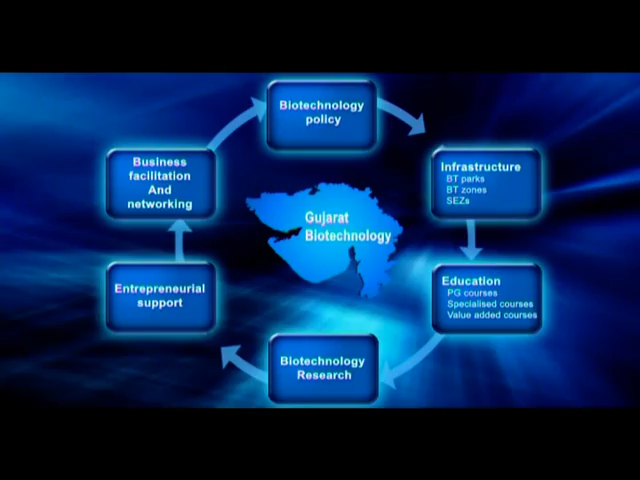 Biotechnology
policy
Infrastructure
BT parks
BT zones
SEZs
Education
PG courses
Specialised courses
Value added courses
Biotechnology
Research
Entrepreneurial
support
Business
facilitation
And
networking
Gujarat
Biotechnology